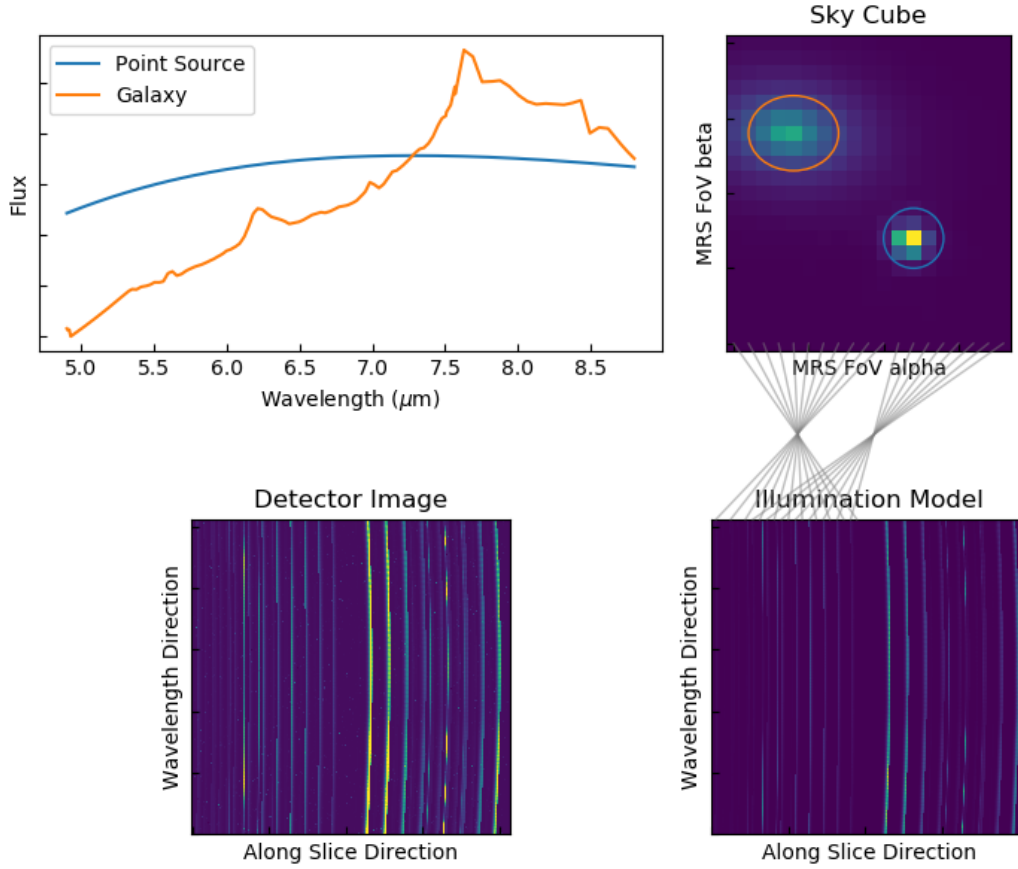 Point Source
Galaxy
Flux
5.0 5.5 6.0 6.5 7.0 7.5 8.0 8.5
Wavelength (μm)
Sky Cube
MRS FoV beta
MRS FoV alpha
Detector Image
Wavelength Direction
Along Slice Direction
Illumination Model
Wavelength Direction
Along Slice Direction